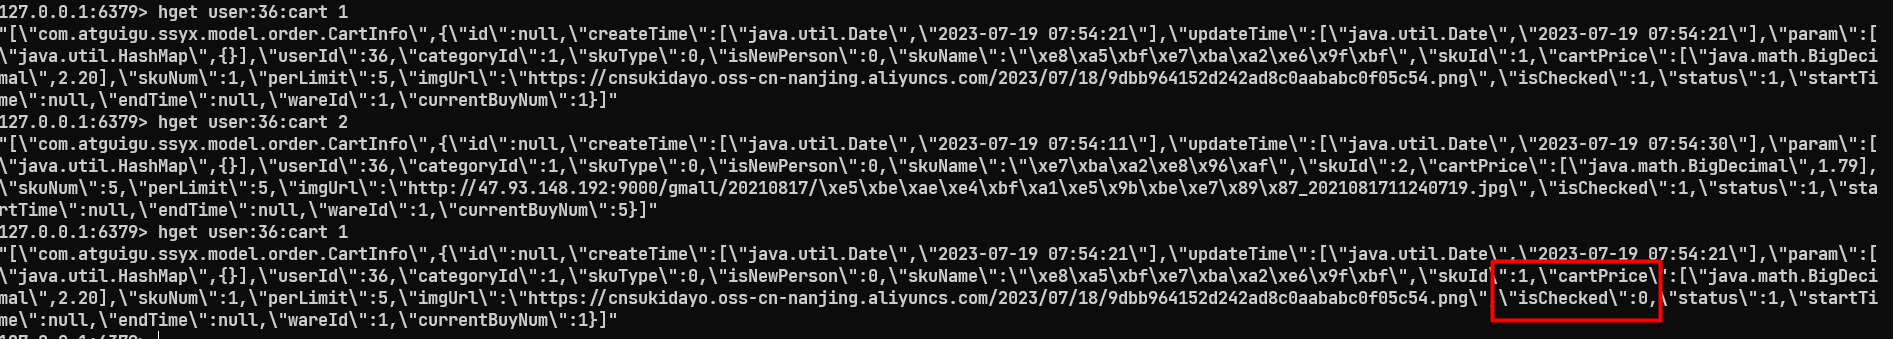 127.0.0.1:6379> hget user:36:cart 1
"[\"com.atguigu.ssyx.model.order.CartInfo\",{\"id\":null,\"createTime\":[\"java.util.Date\",\"2023-07-19 07:54:21\"],\"updateTime\":[\"java.util.Date\",\"2023-07-19 07:54:21\"],\"param\":[
\"java.util.HashMap\",{}],\"userId\":36,\"categoryId\":1,\"skuType\":0,\"isNewPerson\":0,\"skuName\":\"\xe8\xa5\xbf\xe7\xba\xa2\xe6\x9f\xbf\",\"skuId\":1,\"cartPrice\":[\"java.math.BigDeci
mal\",2.20],\"skuNum\":1,\"perLimit\":5,\"imgUrl\":\"https://cnsukidayo.oss-cn-nanjing.aliyuncs.com/2023/07/18/9dbb964152d242ad8c0aababc0f05c54.png\",\"isChecked\":1,\"status\":1,\"startTi
me\":null,\"endTime\":null,\"wareId\":1,\"currentBuyNum\":1}]"
127.0.0.1:6379> hget user:36:cart 2
"[\"com.atguigu.ssyx.model.order.CartInfo\",{\"id\":null,\"createTime\":[\"java.util.Date\",\"2023-07-19 07:54:11\"],\"updateTime\":[\"java.util.Date\",\"2023-07-19 07:54:30\"],\"param\":[
\"java.util.HashMap\",{}],\"userId\":36,\"categoryId\":1,\"skuType\":0,\"isNewPerson\":0,\"skuName\":\"\xe7\xba\xa2\xe8\x96\xaf\",\"skuId\":2,\"cartPrice\":[\"java.math.BigDecimal\",1.79],
\"skuNum\":5,\"perLimit\":5,\"imgUrl\":\"http://47.93.148.192:9000/gmall/20210817/\xe5\xbe\xae\xe4\xbf\xa1\xe5\x9b\xbe\xe7\x89\x87_2021081711240719.jpg\",\"isChecked\":1,\"status\":1,\"sta
rtTime\":null,\"endTime\":null,\"wareId\":1,\"currentBuyNum\":5}]"
127.0.0.1:6379> hget user:36:cart 1
"[\"com.atguigu.ssyx.model.order.CartInfo\",{\"id\":null,\"createTime\":[\"java.util.Date\",\"2023-07-19 07:54:21\"],\"updateTime\":[\"java.util.Date\",\"2023-07-19 07:54:21\"],\"param\":[
\"java.util.HashMap\",{}],\"userId\":36,\"categoryId\":1,\"skuType\":0,\"isNewPerson\":0,\"skuName\":\"\xe8\xa5\xbf\xe7\xba\xa2\xe6\x9f\xbf\",\"skuId\":1,\"cartPrice\":[\"java.math.BigDeci
mal\",2.20],\"skuNum\":1,\"perLimit\":5,\"imgUrl\":\"https://cnsukidayo.oss-cn-nanjing.aliyuncs.com/2023/07/18/9dbb964152d242ad8c0aababc0f05c54.png\",\"isChecked\":0,\"status\":1,\"startTi
me\":null,\"endTime\":null,\"wareId\":1,\"currentBuyNum\":1}]"
127.0.0.1:6379>